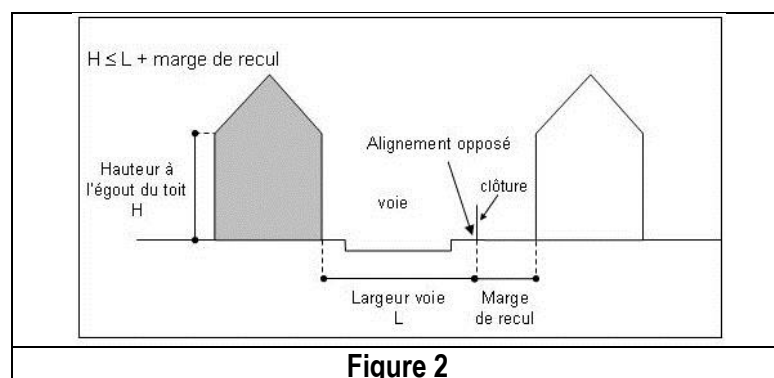 H ≤ L + marge de recul
Hauteur à
l'égout du toit
H
Alignement opposé
clôture
voie
Largeur voie
L
Marge
de recul
Figure 2